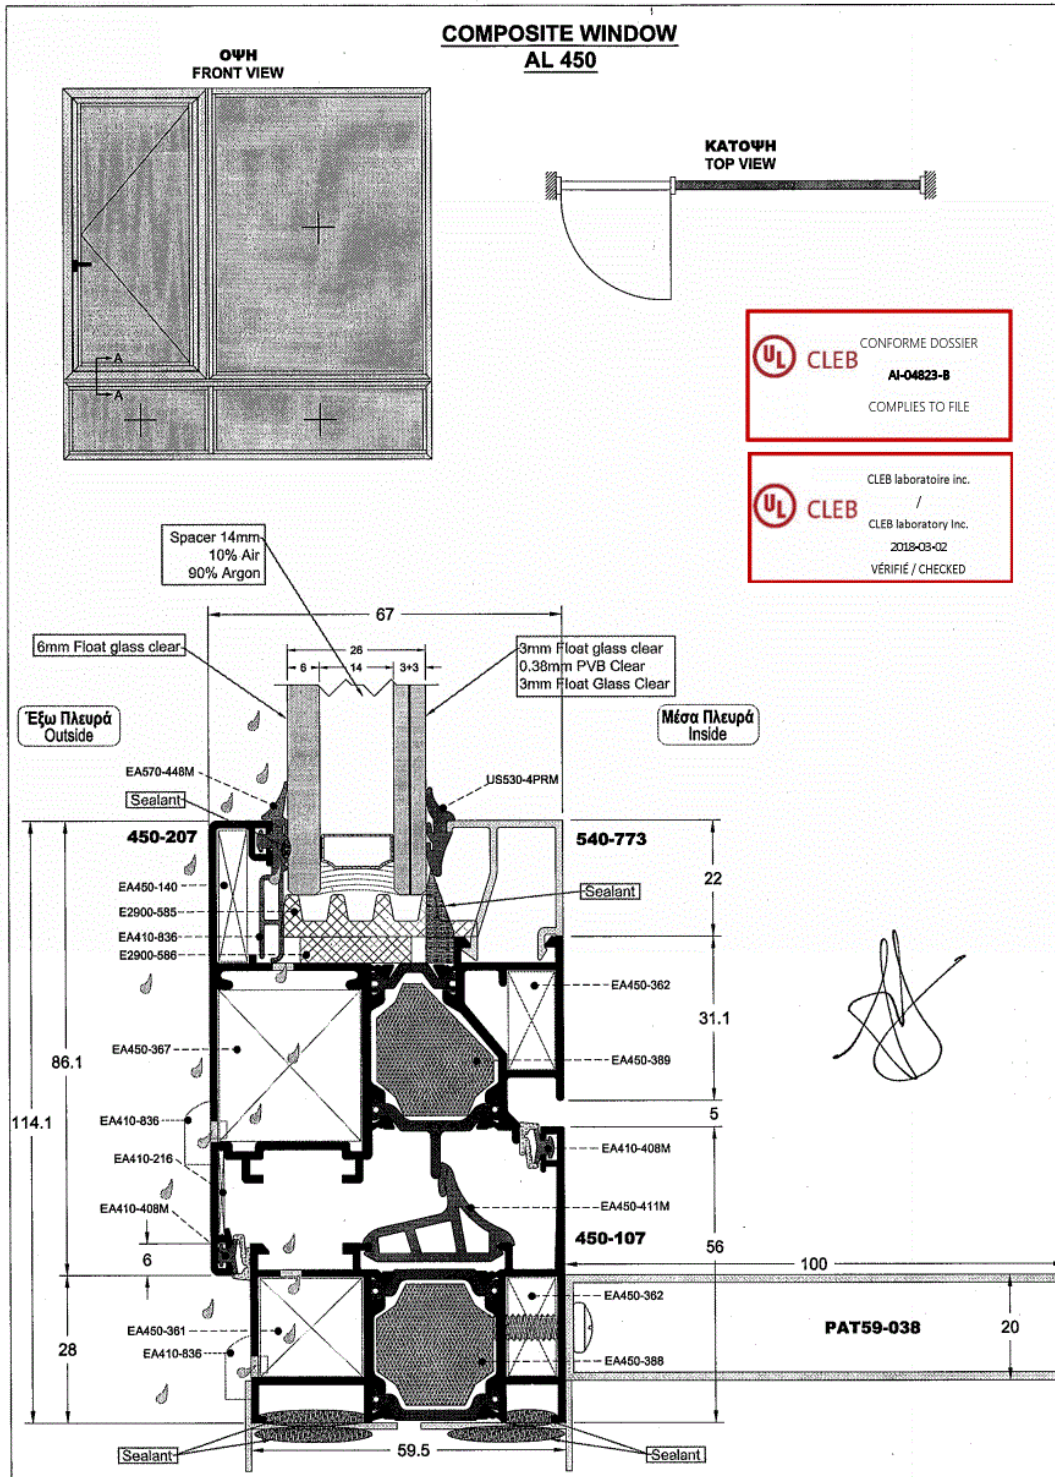 COMPOSITE WINDOW
AL 450
ΟΨΗ
FRONT VIEW
ΚΑΤΟΨΗ
TOP VIEW
A
A
UL CLEB
CONFORME DOSSIER
AI-04823-B
COMPLIES TO FILE
UL CLEB
CLEB laboratoire inc.
/
CLEB laboratory Inc.
2018-03-02
VÉRIFIÉ / CHECKED
Spacer 14mm
10% Air
90% Argon
67
26
6
14
3+3
6mm Float glass clear
3mm Float glass clear
0.38mm PVB Clear
3mm Float Glass Clear
Έξω Πλευρά
Outside
Μέσα Πλευρά
Inside
EA570-448M
US530-4PRM
Sealant
450-207
540-773
EA450-140
Sealant
22
E2900-585
EA410-836
E2900-586
EA450-362
31.1
EA450-367
EA450-389
86.1
114.1
EA410-836
5
EA410-216
EA410-408M
EA410-408M
EA450-411M
450-107
6
56
100
EA450-362
EA450-361
PAT59-038
20
28
EA410-836
EA450-388
Sealant
59.5
Sealant